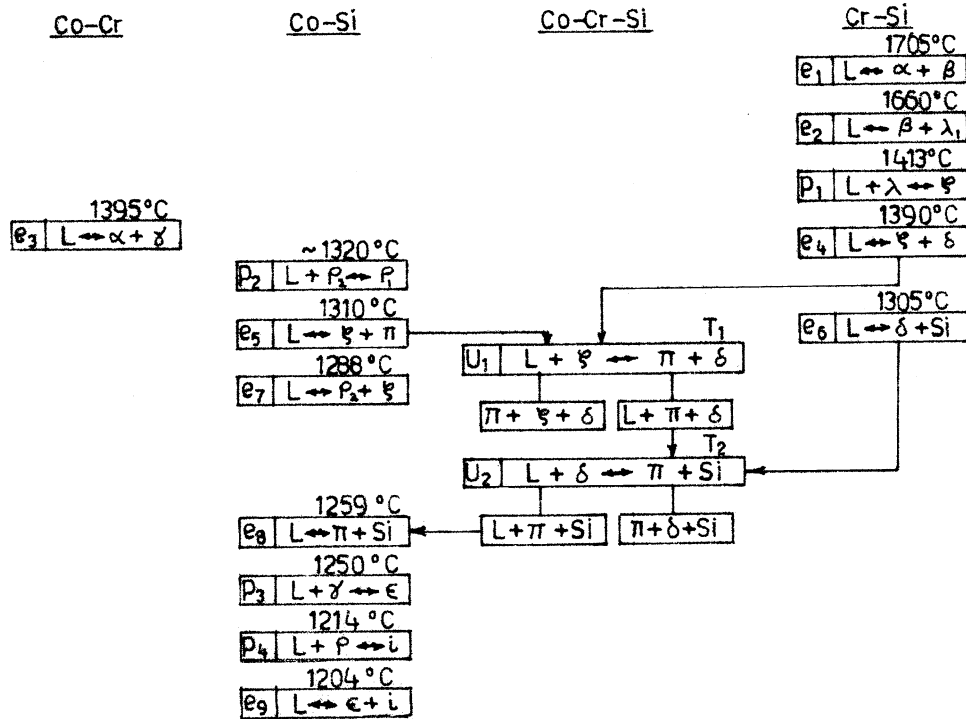 Co-Cr
Co-Si
Co-Cr-Si
Cr-Si
1705°C
e₁ L ↔ α + β
1660°C
e₂ L ↔ β + λ₁
1413°C
p₁ L + λ ↔ ξ
1395°C
e₃ L ↔ α + γ
1390°C
e₄ L ↔ ξ + δ
~1320°C
p₂ L + ρ₂ ↔ ρ₁
1310°C
e₅ L ↔ ξ + π
1305°C
e₆ L ↔ δ + Si
T₁
U₁ L + ξ ↔ π + δ
1288°C
e₇ L ↔ ρ₂ + ξ
π + ξ + δ
L + π + δ
T₂
U₂ L + δ ↔ π + Si
1259°C
e₈ L ↔ π + Si
L + π + Si
π + δ + Si
1250°C
p₃ L + γ ↔ ϵ
1214°C
p₄ L + ρ ↔ i
1204°C
e₉ L ↔ ϵ + i